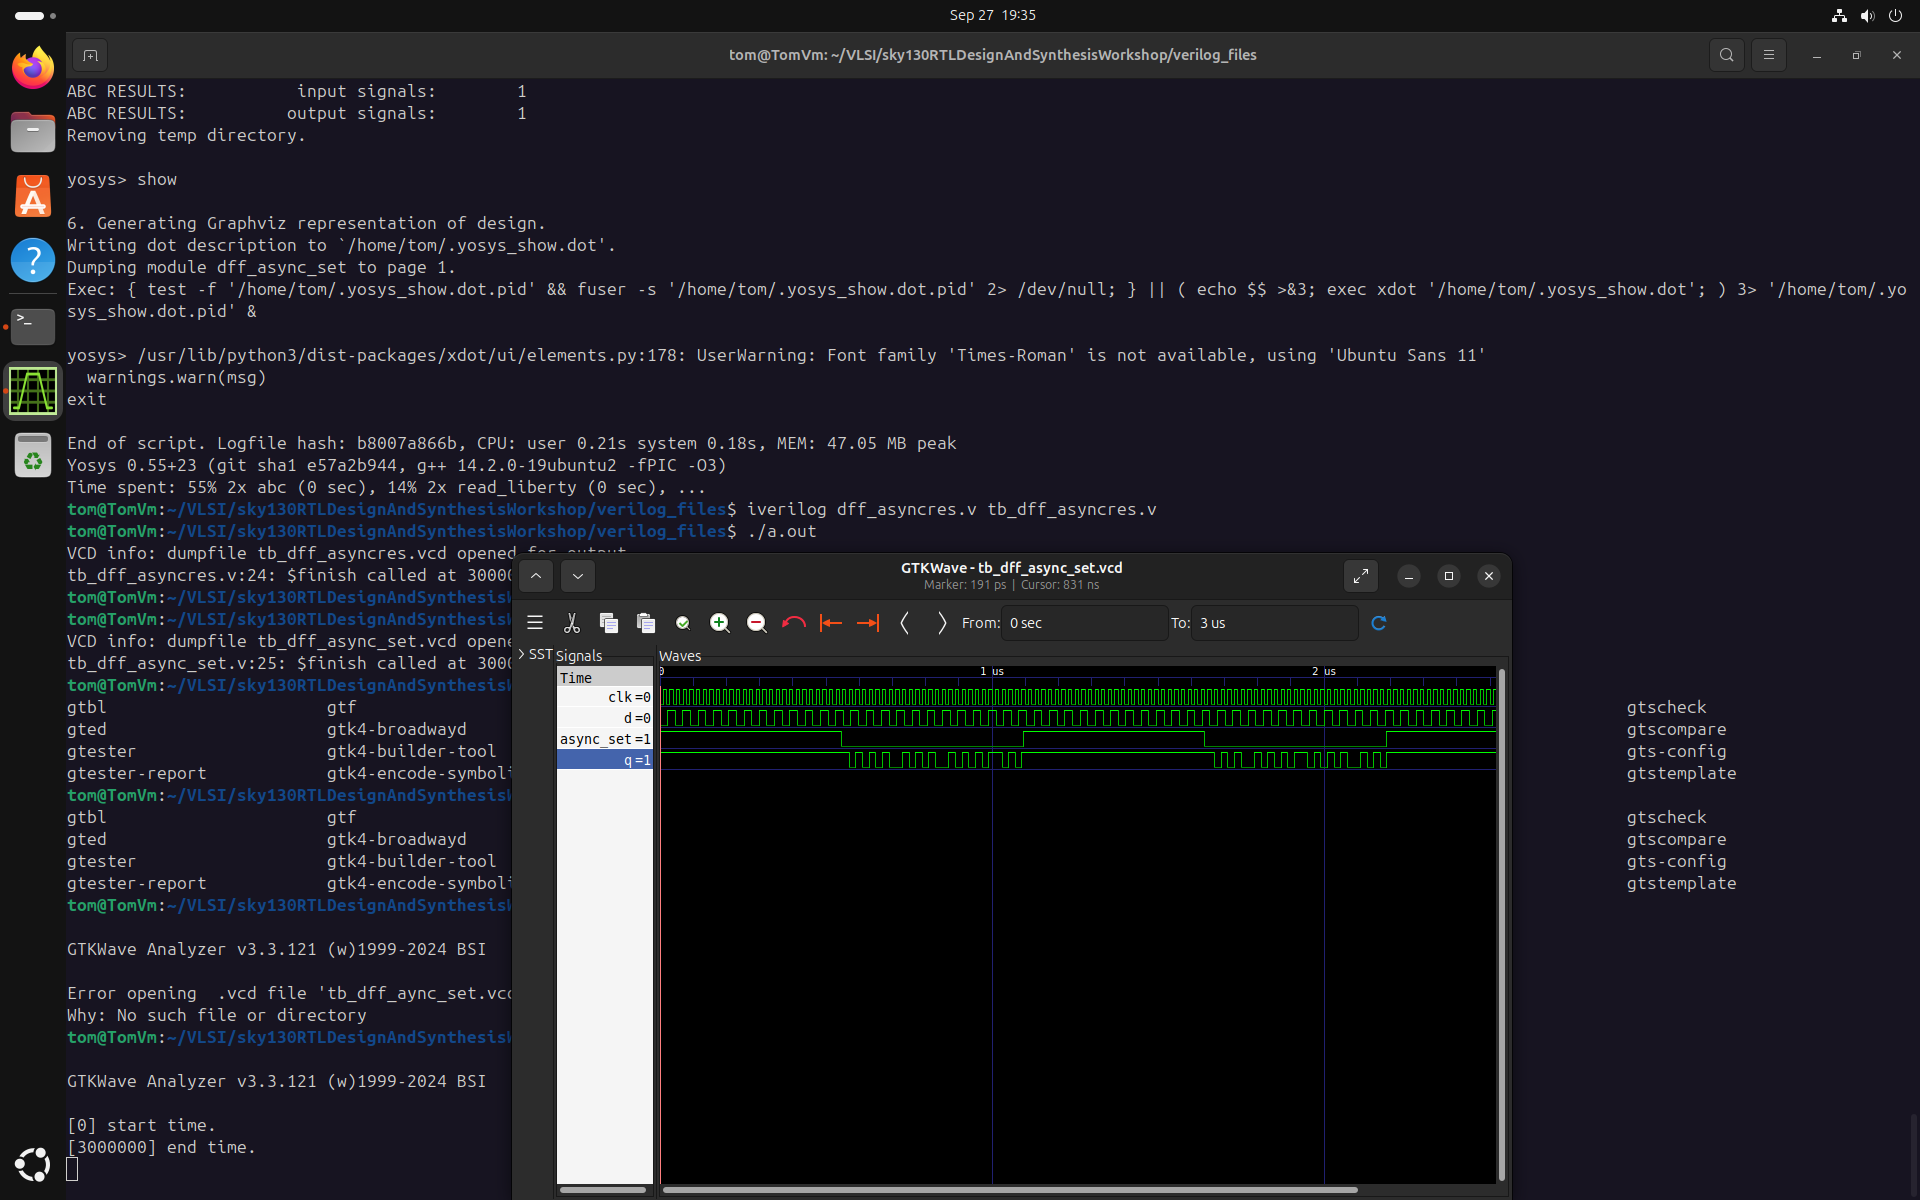 Sep 27 19:35
tom@TomVm: ~/VLSI/sky130RTLDesignAndSynthesisWorkshop/verilog_files
ABC RESULTS:           input signals:        1
ABC RESULTS:          output signals:        1
Removing temp directory.
yosys> show
6. Generating Graphviz representation of design.
Writing dot description to `/home/tom/.yosys_show.dot'.
Dumping module dff_async_set to page 1.
Exec: { test -f '/home/tom/.yosys_show.dot.pid' && fuser -s '/home/tom/.yosys_show.dot.pid' 2> /dev/null; } || ( echo $$ >&3; exec xdot '/home/tom/.yosys_show.dot'; ) 3> '/home/tom/.yo
sys_show.dot.pid' &
yosys> /usr/lib/python3/dist-packages/xdot/ui/elements.py:178: UserWarning: Font family 'Times-Roman' is not available, using 'Ubuntu Sans 11'
  warnings.warn(msg)
exit
End of script. Logfile hash: b8007a866b, CPU: user 0.21s system 0.18s, MEM: 47.05 MB peak
Yosys 0.55+23 (git sha1 e57a2b944, g++ 14.2.0-19ubuntu2 -fPIC -O3)
Time spent: 55% 2x abc (0 sec), 14% 2x read_liberty (0 sec), ...
tom@TomVm:~/VLSI/sky130RTLDesignAndSynthesisWorkshop/verilog_files$ iverilog dff_asyncres.v tb_dff_asyncres.v
tom@TomVm:~/VLSI/sky130RTLDesignAndSynthesisWorkshop/verilog_files$ ./a.out
VCD info: dumpfile tb_dff_asyncres.vcd opened for output.
tb_dff_asyncres.v:24: $finish called at 3000
tom@TomVm:~/VLSI/sky130RTLDesignAndSynthesis
tom@TomVm:~/VLSI/sky130RTLDesignAndSynthesis
VCD info: dumpfile tb_dff_async_set.vcd opene
tb_dff_async_set.v:25: $finish called at 3000
tom@TomVm:~/VLSI/sky130RTLDesignAndSynthesis
gtbl                      gtf                      gtscheck
gted                      gtk4-broadwayd                      gtscompare
gtester                   gtk4-builder-tool                      gts-config
gtester-report            gtk4-encode-symboli                      gtstemplate
tom@TomVm:~/VLSI/sky130RTLDesignAndSynthesis
gtbl                      gtf                      gtscheck
gted                      gtk4-broadwayd                      gtscompare
gtester                   gtk4-builder-tool                      gts-config
gtester-report            gtk4-encode-symboli                      gtstemplate
tom@TomVm:~/VLSI/sky130RTLDesignAndSynthesis
GTKWave Analyzer v3.3.121 (w)1999-2024 BSI
Error opening  .vcd file 'tb_dff_aync_set.vcd
Why: No such file or directory
tom@TomVm:~/VLSI/sky130RTLDesignAndSynthesis
GTKWave Analyzer v3.3.121 (w)1999-2024 BSI
[0] start time.
[3000000] end time.
GTKWave - tb_dff_async_set.vcd
Marker: 191 ps | Cursor: 831 ns
From: 0 sec
To: 3 us
SST
Signals
Waves
Time
0 1 us 2 us
clk =0
d =0
async_set =1
q =1